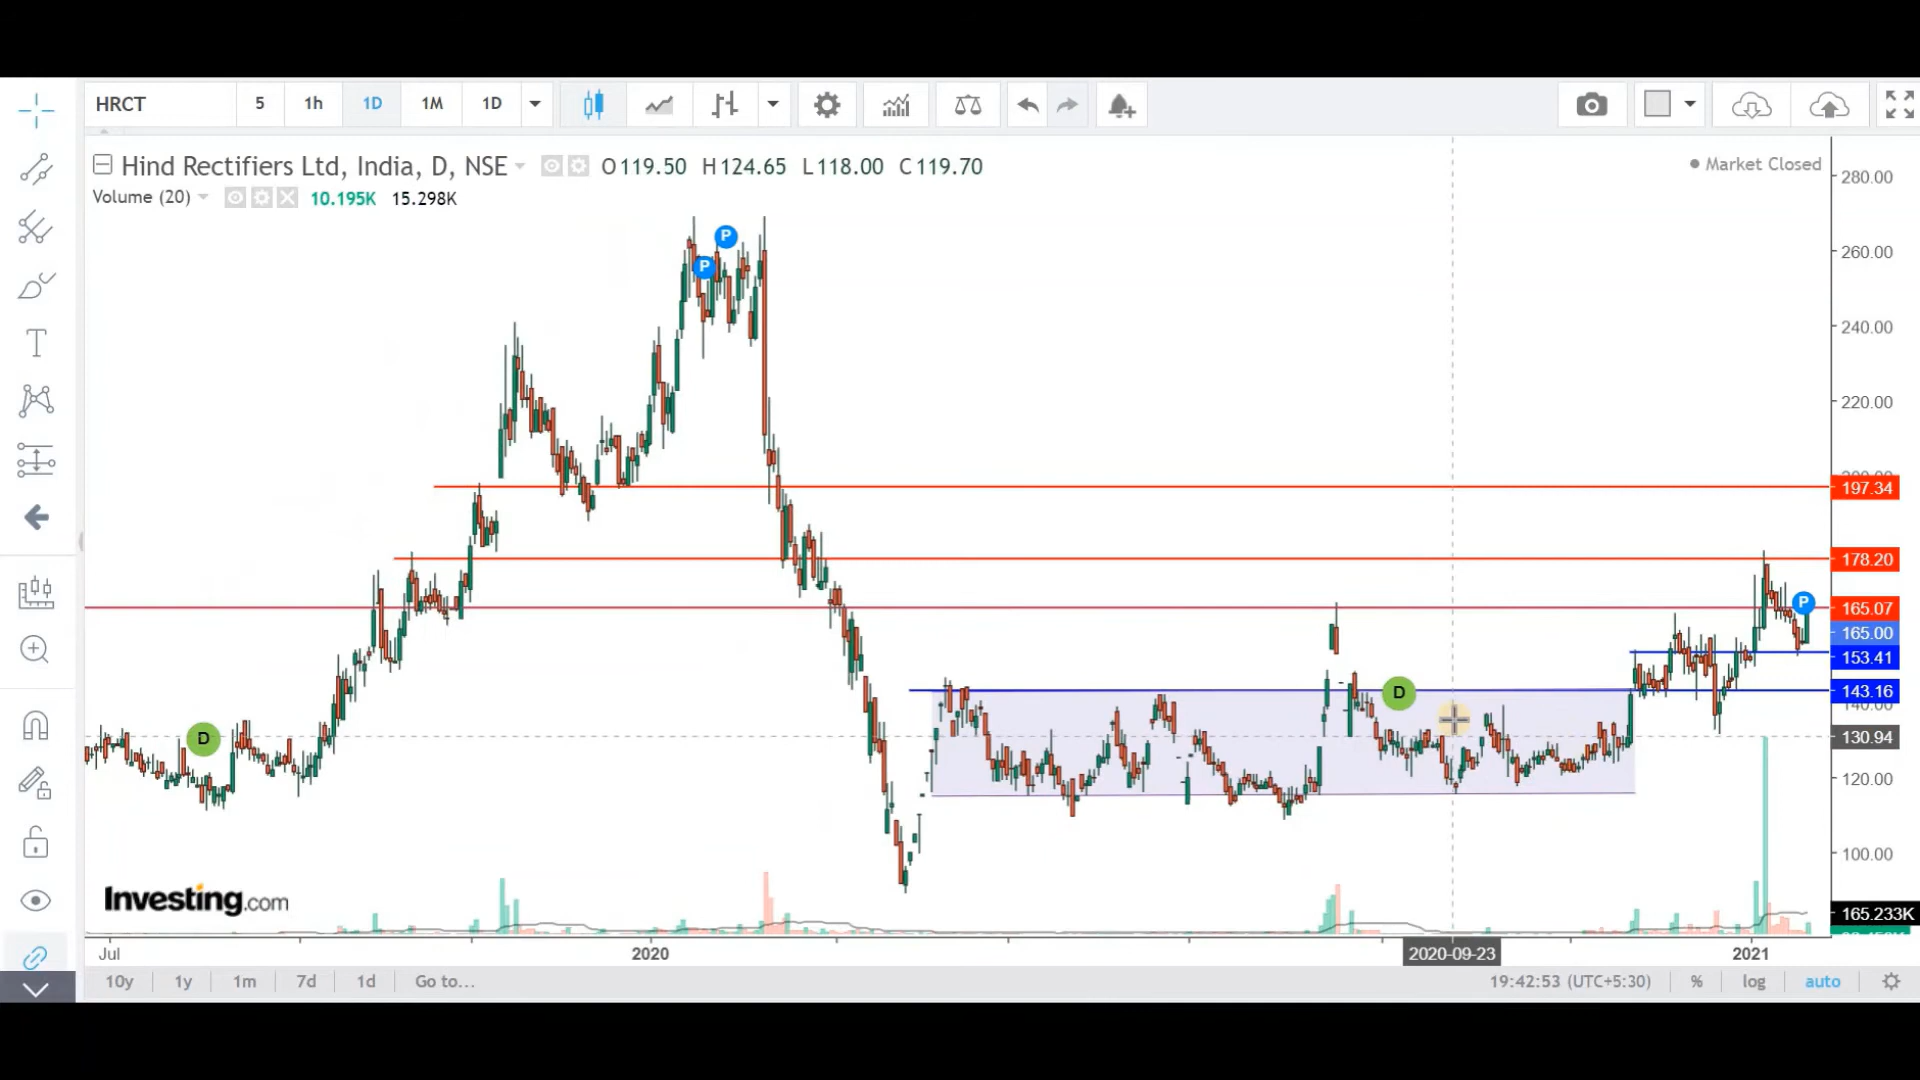 HRCT 5 1h 1D 1M 1D
Hind Rectifiers Ltd, India, D, NSE O119.50 H124.65 L118.00 C119.70
Market Closed
Volume (20) 10.195K 15.298K
280.00
260.00
240.00
220.00
197.34
178.20
165.07
165.00
153.41
143.16
140.00
130.94
120.00
100.00
165.233K
P
P
P
D
D
T
Investing.com
Jul 2020 2020-09-23 2021
10y 1y 1m 7d 1d Go to... 19:42:53 (UTC+5:30) % log auto